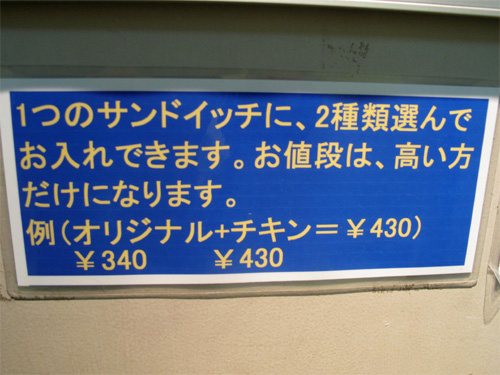 1つのサンドイッチに、2種類選んで
お入れできます。お値段は、高い方
だけになります。
例(オリジナル+チキン=¥430)
¥340 ¥430